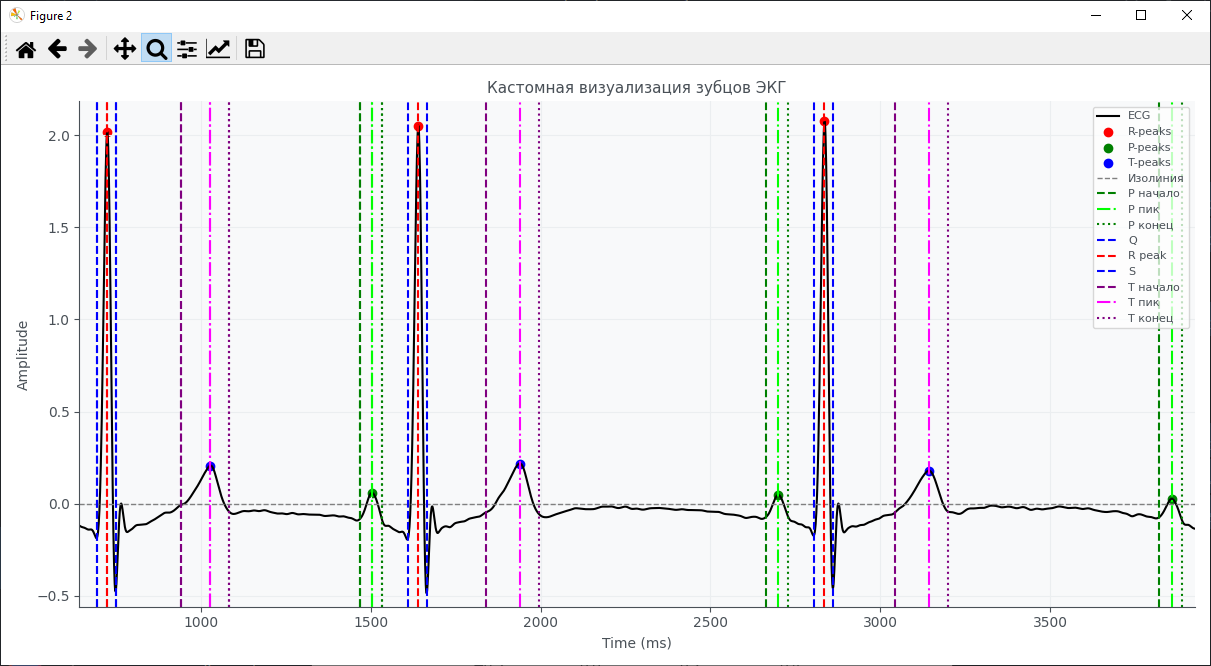 Figure 2
Кастомная визуализация зубцов ЭКГ
ECG
R-peaks
P-peaks
T-peaks
Изолиния
P начало
P пик
P конец
Q
R peak
S
T начало
T пик
T конец
2.0
1.5
1.0
0.5
0.0
−0.5
Amplitude
1000 1500 2000 2500 3000 3500
Time (ms)